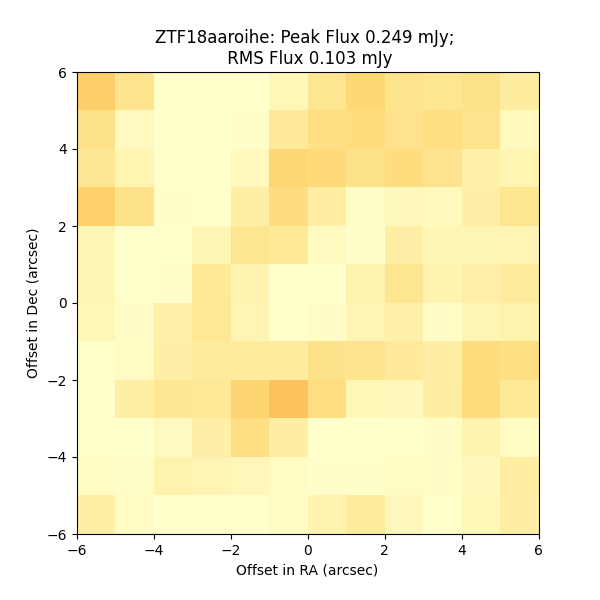 ZTF18aaroihe: Peak Flux 0.249 mJy;
RMS Flux 0.103 mJy
6
4
2
0
−2
−4
−6
Offset in Dec (arcsec)
−6 −4 −2 0 2 4 6
Offset in RA (arcsec)